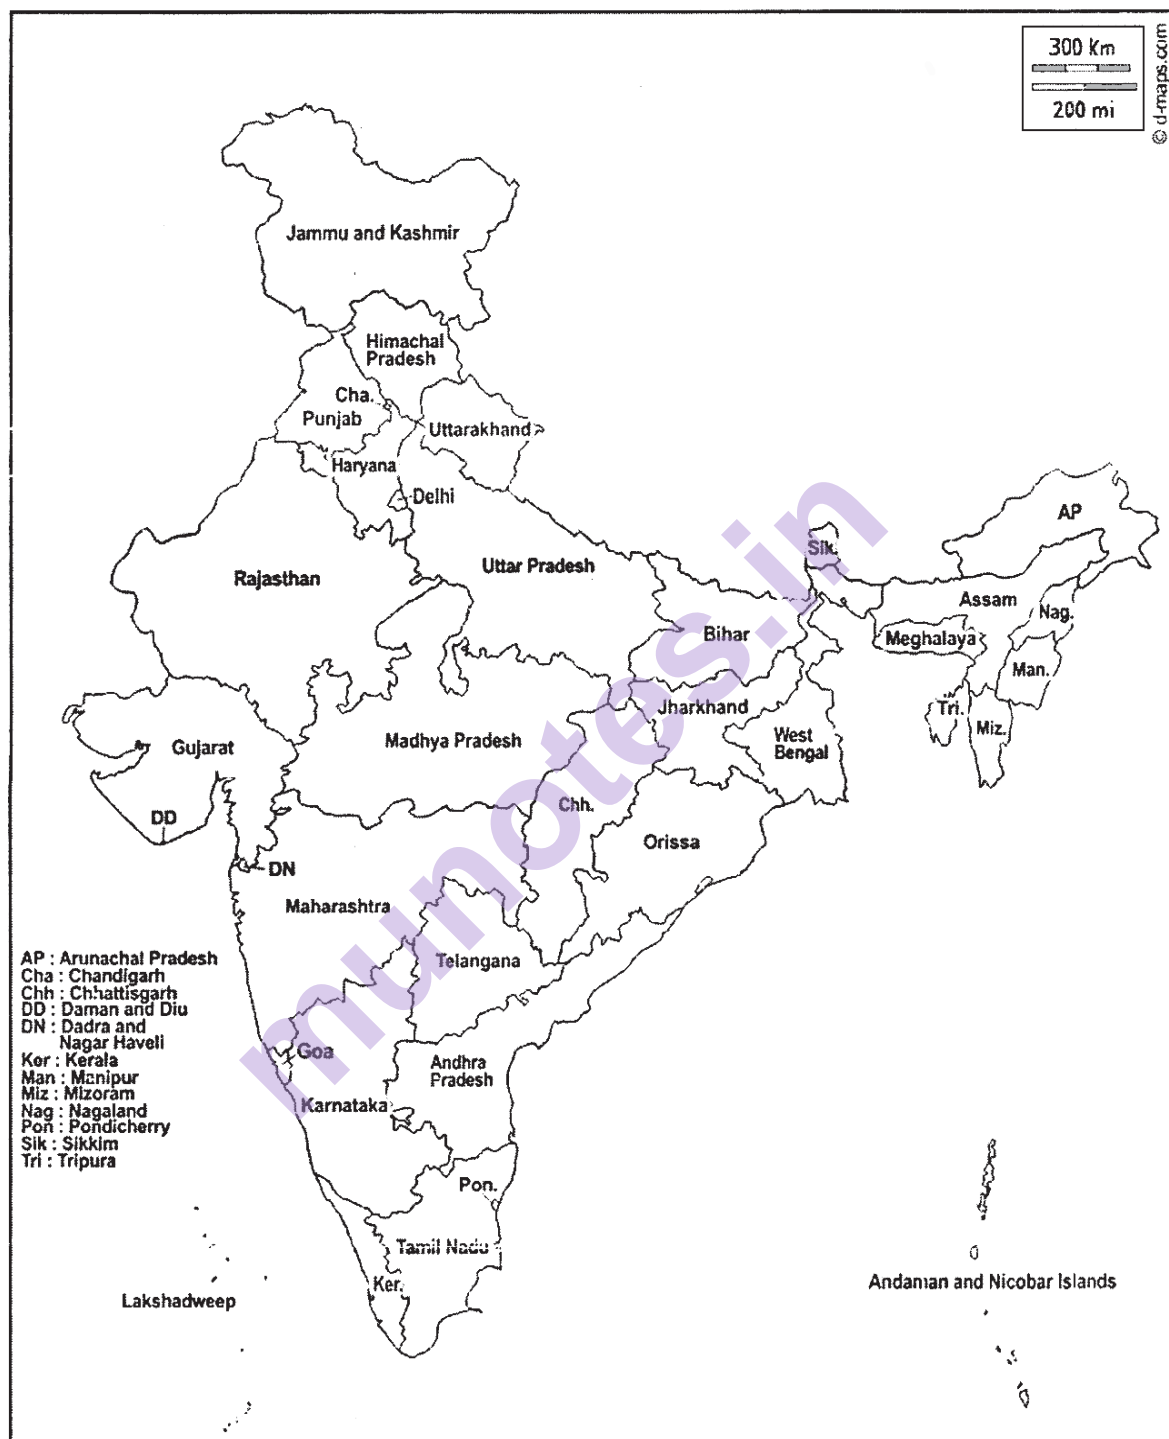 300 Km
200 mi
© d-maps.com
Jammu and Kashmir
Himachal
Pradesh
Cha.
Punjab
Uttarakhand
Haryana
Delhi
AP
Sik.
Rajasthan
Uttar Pradesh
Assam
Nag.
Bihar
Meghalaya
Man.
Jharkhand
Tri.
Miz.
West
Bengal
Gujarat
Madhya Pradesh
Chh.
DD
Orissa
DN
Maharashtra
Telangana
AP : Arunachal Pradesh
Cha : Chandigarh
Chh : Chhattisgarh
DD : Daman and Diu
DN : Dadra and
Nagar Haveli
Ker : Kerala
Man : Manipur
Miz : Mizoram
Nag : Nagaland
Pon : Pondicherry
Sik : Sikkim
Tri : Tripura
Goa
Andhra
Pradesh
Karnataka
Pon.
Tamil Nadu
Ker.
Lakshadweep
Andaman and Nicobar Islands
munotes.in